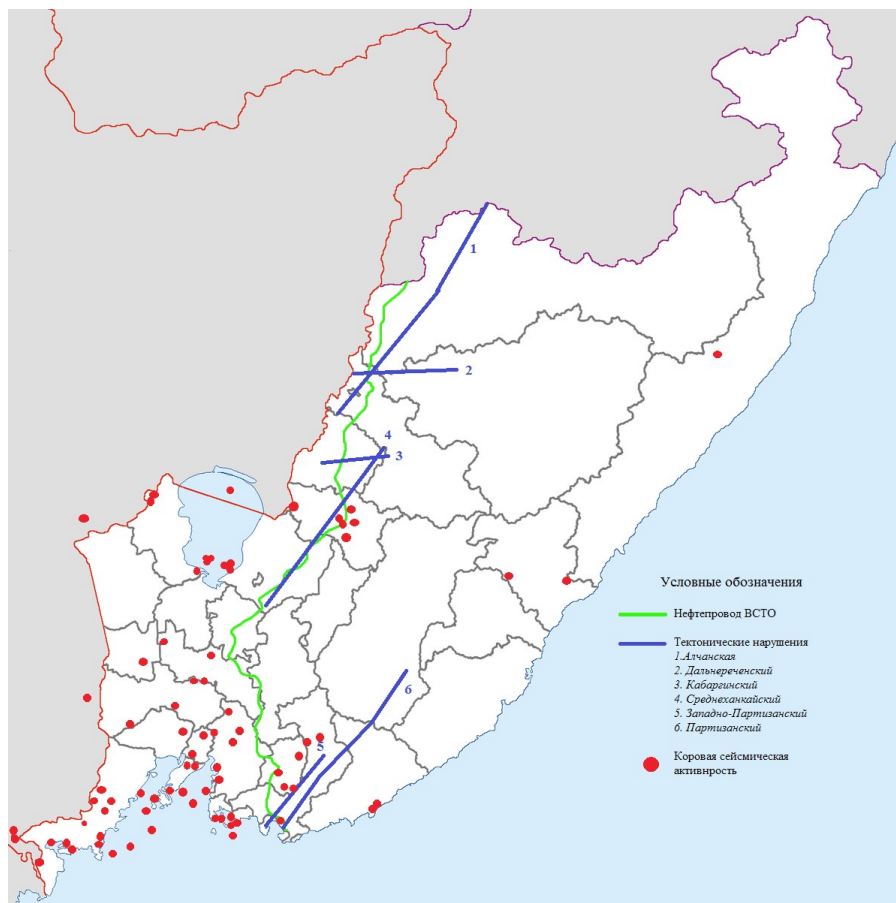 1
2
4
3
6
5
Условные обозначения
Нефтепровод ВСТО
Тектонические нарушения
1.Алчанская
2. Дальнереченский
3. Кабаргинский
4. Среднеханкайский
5. Западно-Партизанский
6. Партизанский
Коровая сейсмическая
активнрость